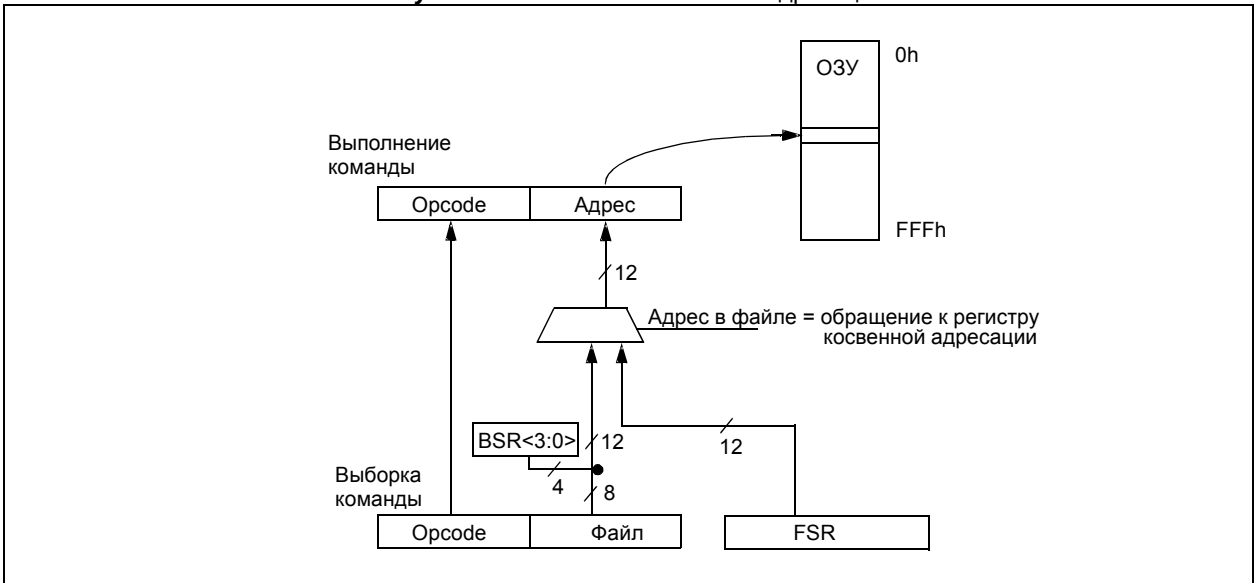 ОЗУ
0h
Выполнение
команды
Opcode
Адрес
FFFh
12
Адрес в файле = обращение к регистру
косвенной адресации
BSR<3:0>
12
12
4
8
Выборка
команды
Opcode
Файл
FSR